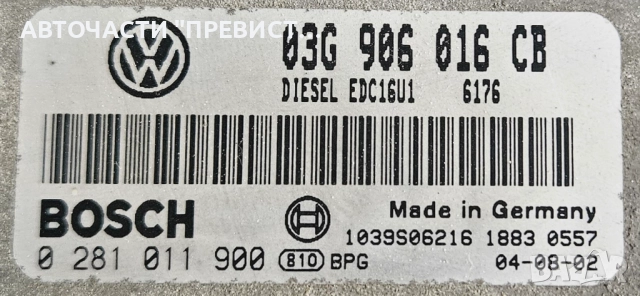 АВТОЧАСТИ "ПРЕВИСТ
03G 906 016 CB
DIESEL EDC16U1 6176
BOSCH
Made in Germany
0 281 011 900 810 BPG
1039S06216 1883 0557
04-08-02
bazar